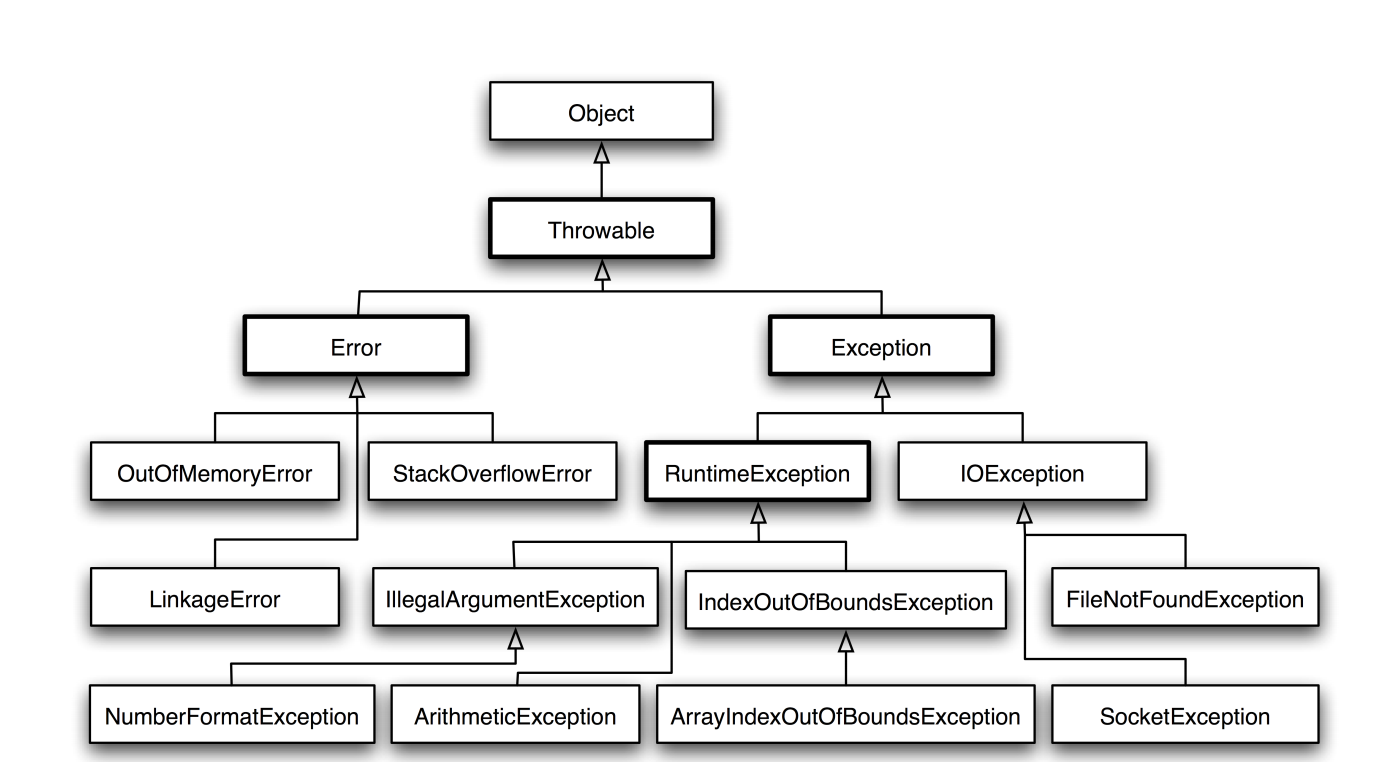 Object
Throwable
Error
Exception
OutOfMemoryError
StackOverflowError
RuntimeException
IOException
LinkageError
IllegalArgumentException
IndexOutOfBoundsException
FileNotFoundException
NumberFormatException
ArithmeticException
ArrayIndexOutOfBoundsException
SocketException